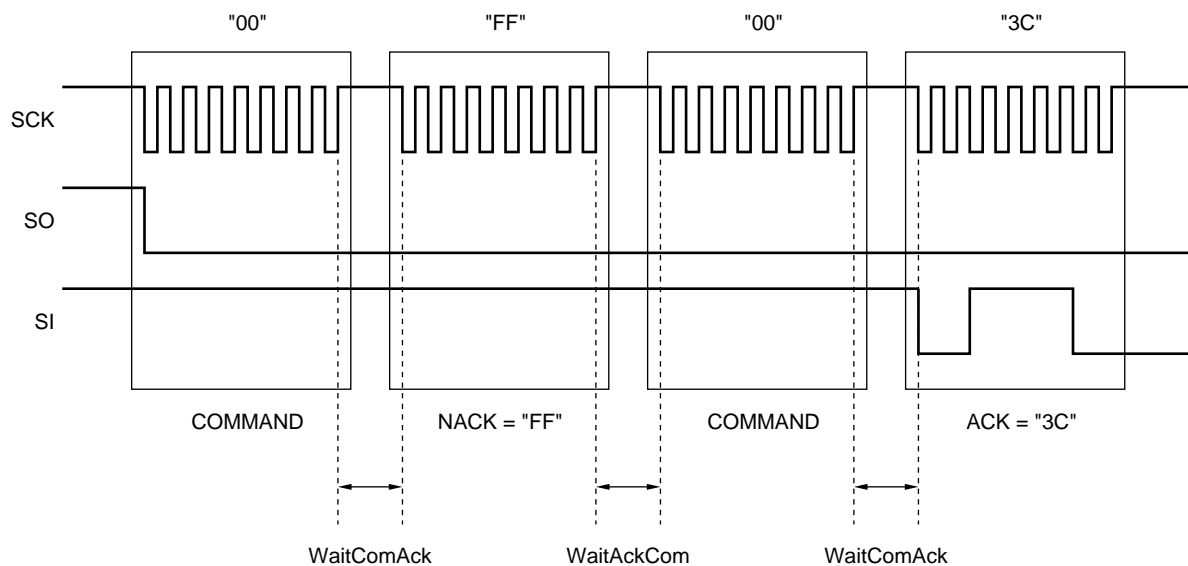 "00" "FF" "00" "3C"
SCK
SO
SI
COMMAND NACK = "FF" COMMAND ACK = "3C"
WaitComAck WaitAckCom WaitComAck